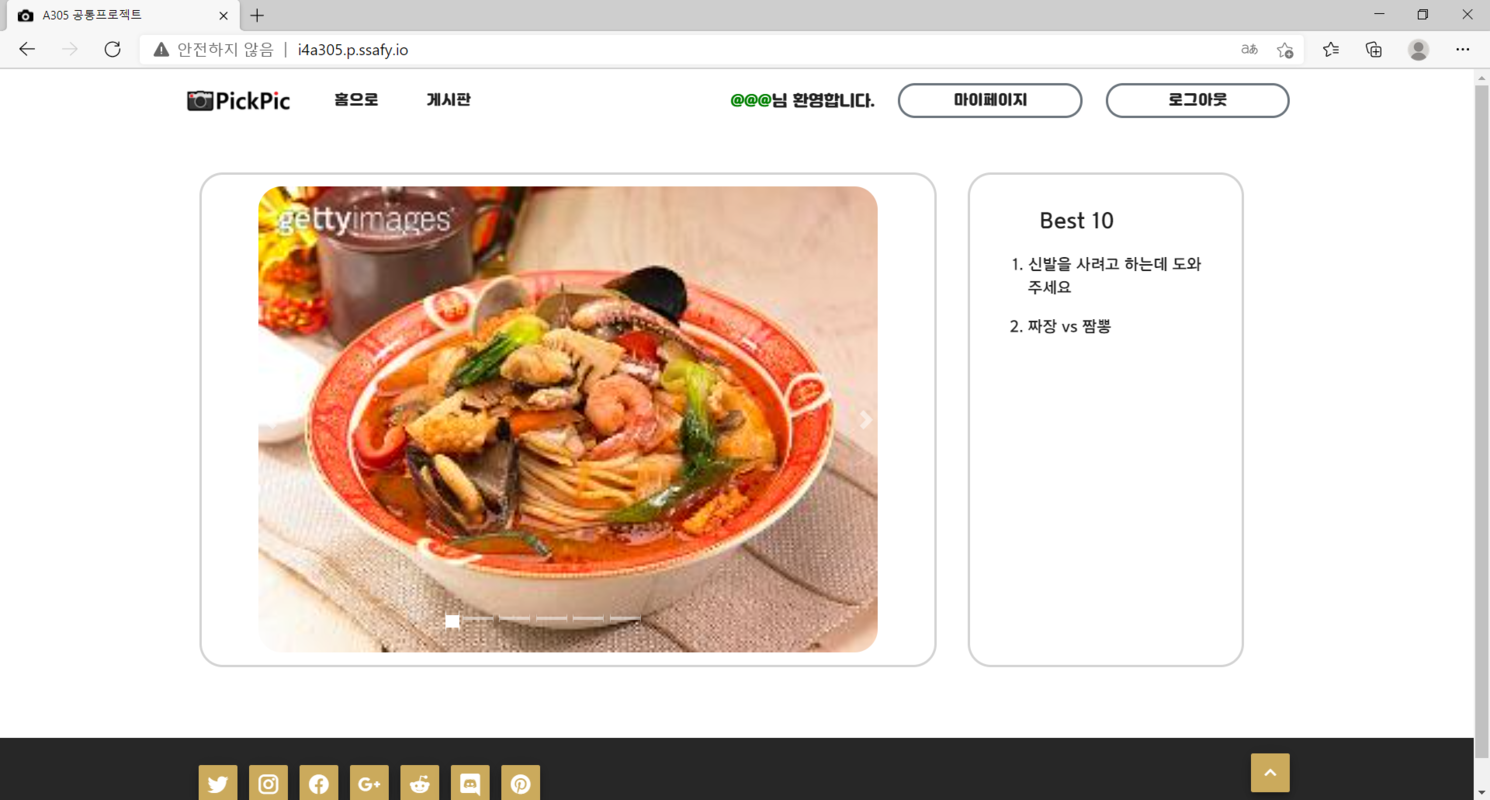 A305 공통프로젝트
안전하지 않음 | i4a305.p.ssafy.io
PickPic 홈으로 게시판 @@@님 환영합니다. 마이페이지 로그아웃
gettyimages
Best 10
1. 신발을 사려고 하는데 도와
주세요
2. 짜장 vs 짬뽕